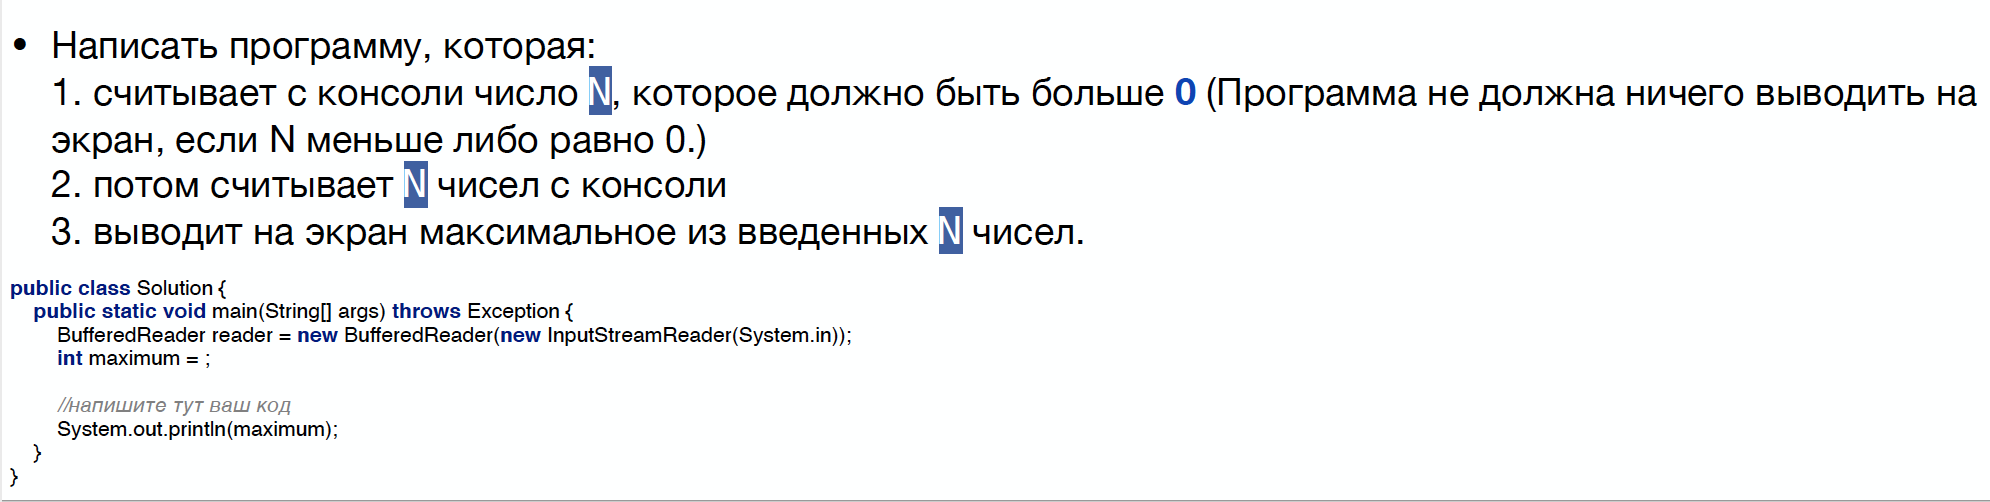 • Написать программу, которая:
1. считывает с консоли число N, которое должно быть больше 0 (Программа не должна ничего выводить на
экран, если N меньше либо равно 0.)
2. потом считывает N чисел с консоли
3. выводит на экран максимальное из введенных N чисел.
public class Solution {
public static void main(String[] args) throws Exception {
BufferedReader reader = new BufferedReader(new InputStreamReader(System.in));
int maximum = ;
//напишите тут ваш код
System.out.println(maximum);
}
}